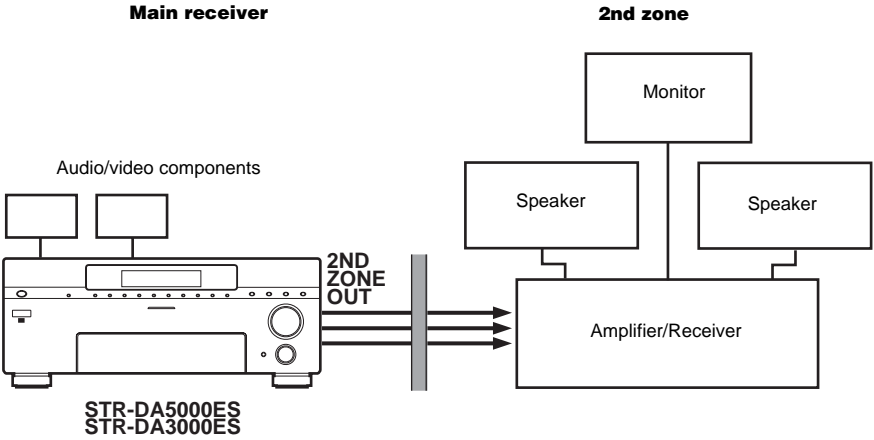 Main receiver
2nd zone
Monitor
Audio/video components
Speaker
Speaker
2ND
ZONE
OUT
Amplifier/Receiver
STR-DA5000ES
STR-DA3000ES